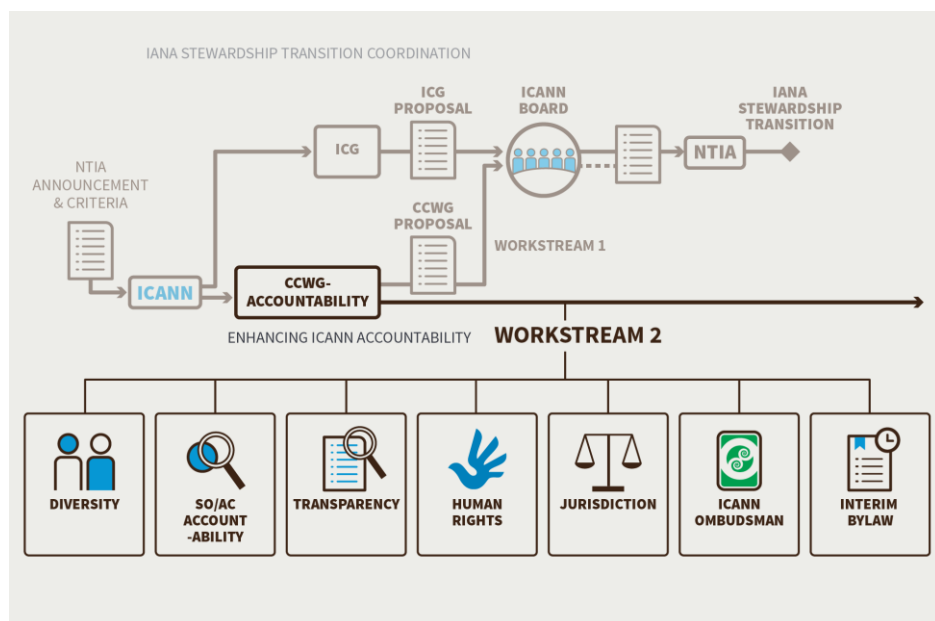 IANA STEWARDSHIP TRANSITION COORDINATION
ICG
PROPOSAL
ICANN
BOARD
IANA
STEWARDSHIP
TRANSITION
ICG
NTIA
NTIA
ANNOUNCEMENT
& CRITERIA
CCWG
PROPOSAL
WORKSTREAM 1
ICANN
CCWG-
ACCOUNTABILITY
ENHANCING ICANN ACCOUNTABILITY
WORKSTREAM 2
DIVERSITY
SO/AC
ACCOUNT
-ABILITY
TRANSPARENCY
HUMAN
RIGHTS
JURISDICTION
ICANN
OMBUDSMAN
INTERIM
BYLAW